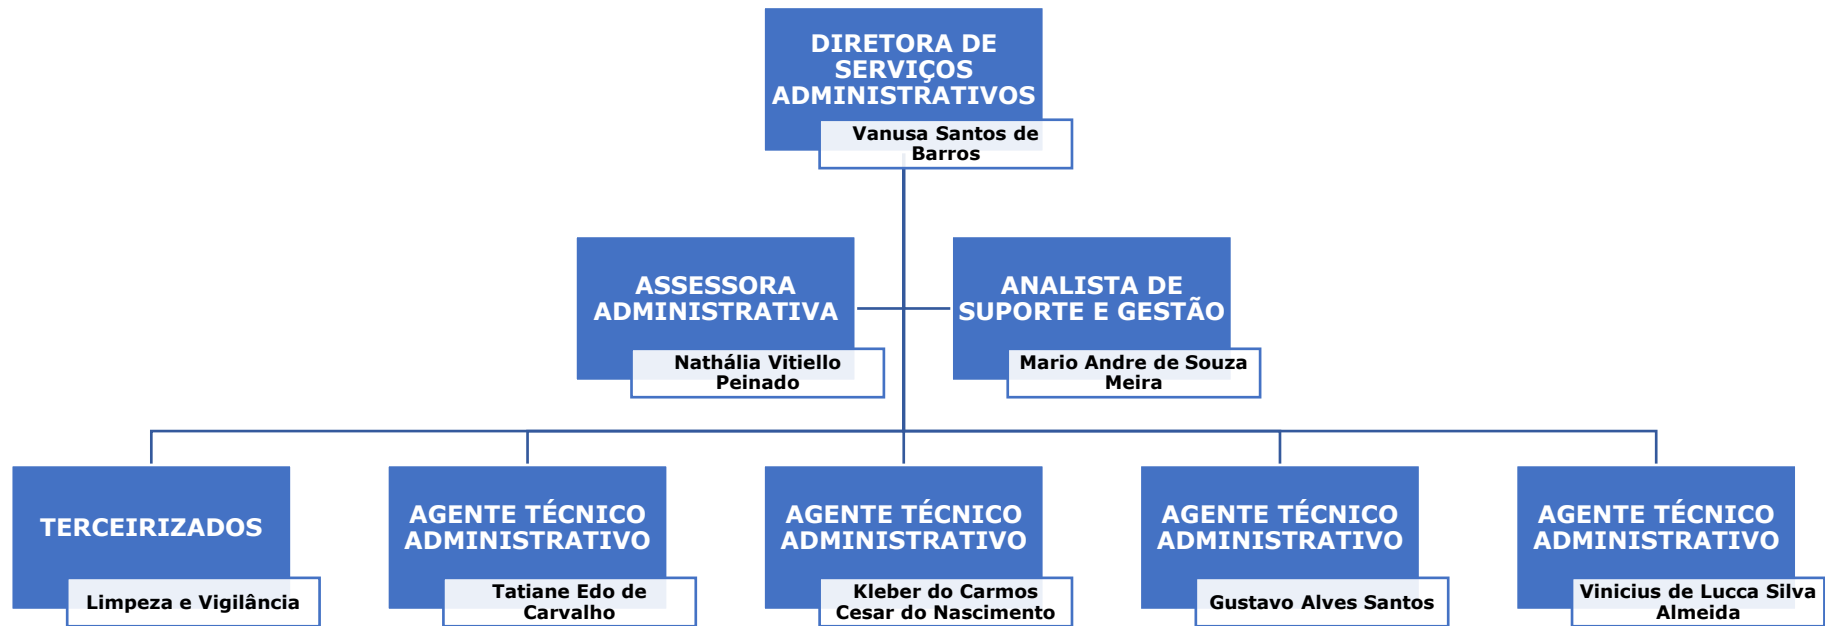 DIRETORA DE
SERVIÇOS
ADMINISTRATIVOS
Vanusa Santos de
Barros
ASSESSORA
ADMINISTRATIVA
Nathália Vitiello
Peinado
ANALISTA DE
SUPORTE E GESTÃO
Mario Andre de Souza
Meira
TERCEIRIZADOS
Limpeza e Vigilância
AGENTE TÉCNICO
ADMINISTRATIVO
Tatiane Edo de
Carvalho
AGENTE TÉCNICO
ADMINISTRATIVO
Kleber do Carmos
Cesar do Nascimento
AGENTE TÉCNICO
ADMINISTRATIVO
Gustavo Alves Santos
AGENTE TÉCNICO
ADMINISTRATIVO
Vinicius de Lucca Silva
Almeida